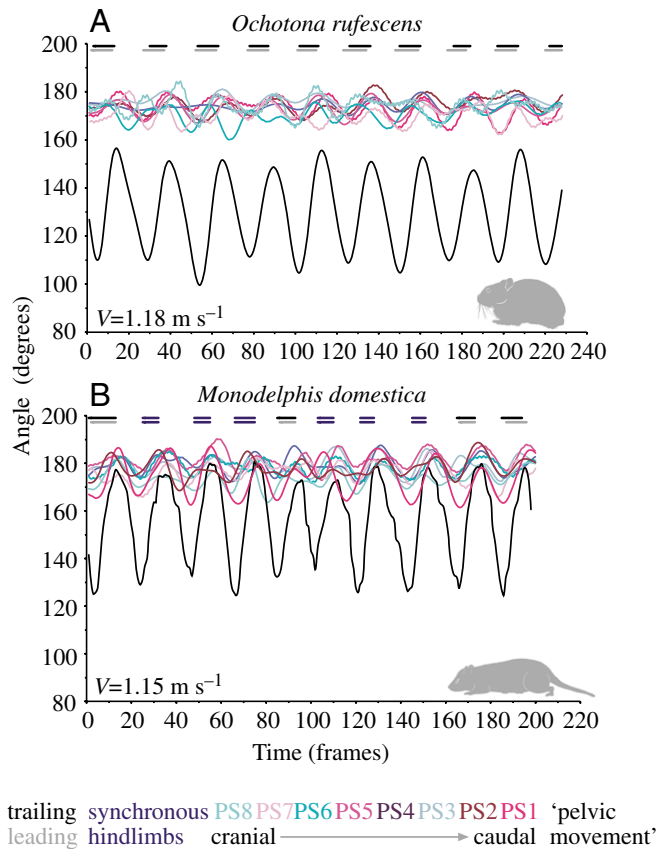 A
Ochotona rufescens
200
180
160
140
120
100
80
V=1.18 m s⁻¹
0 20 40 60 80 100 120 140 160 180 200 220 240
Angle (degrees)
B
Monodelphis domestica
200
180
160
140
120
100
80
V=1.15 m s⁻¹
0 20 40 60 80 100 120 140 160 180 200 220
Time (frames)
trailing synchronous PS8 PS7 PS6 PS5 PS4 PS3 PS2 PS1 ‘pelvic
leading hindlimbs cranial caudal movement’